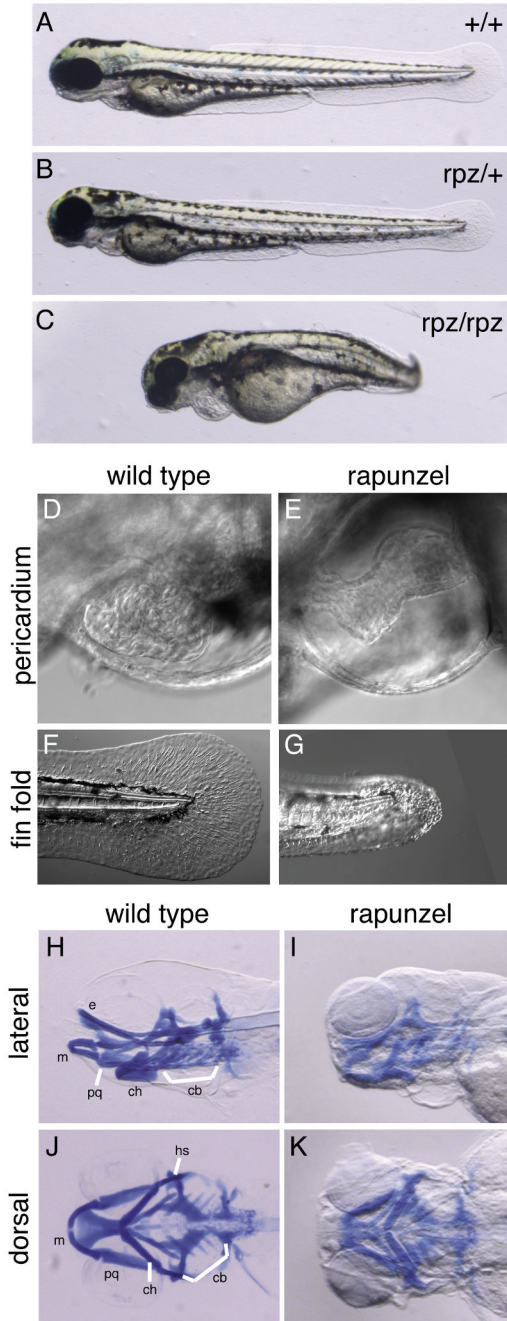 A
+/+
B
rpz/+
C
rpz/rpz
wild type
rapunzel
pericardium
D
E
fin fold
F
G
wild type
rapunzel
lateral
H
e
m
pq
ch
cb
I
dorsal
J
hs
m
pq
ch
cb
K